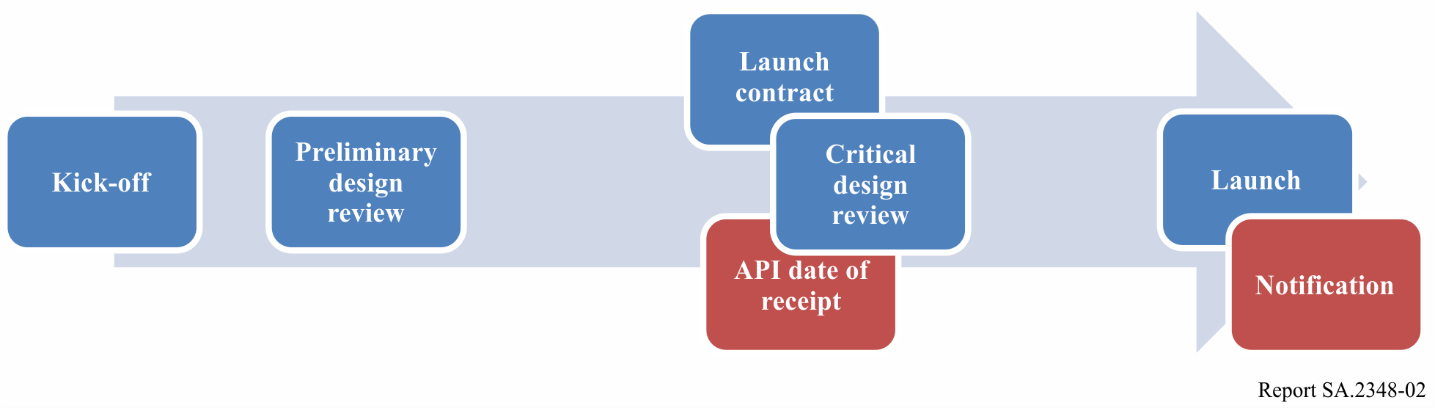 Kick-off
Preliminary
design
review
Launch
contract
Critical
design
review
API date of
receipt
Launch
Notification
Report SA.2348-02